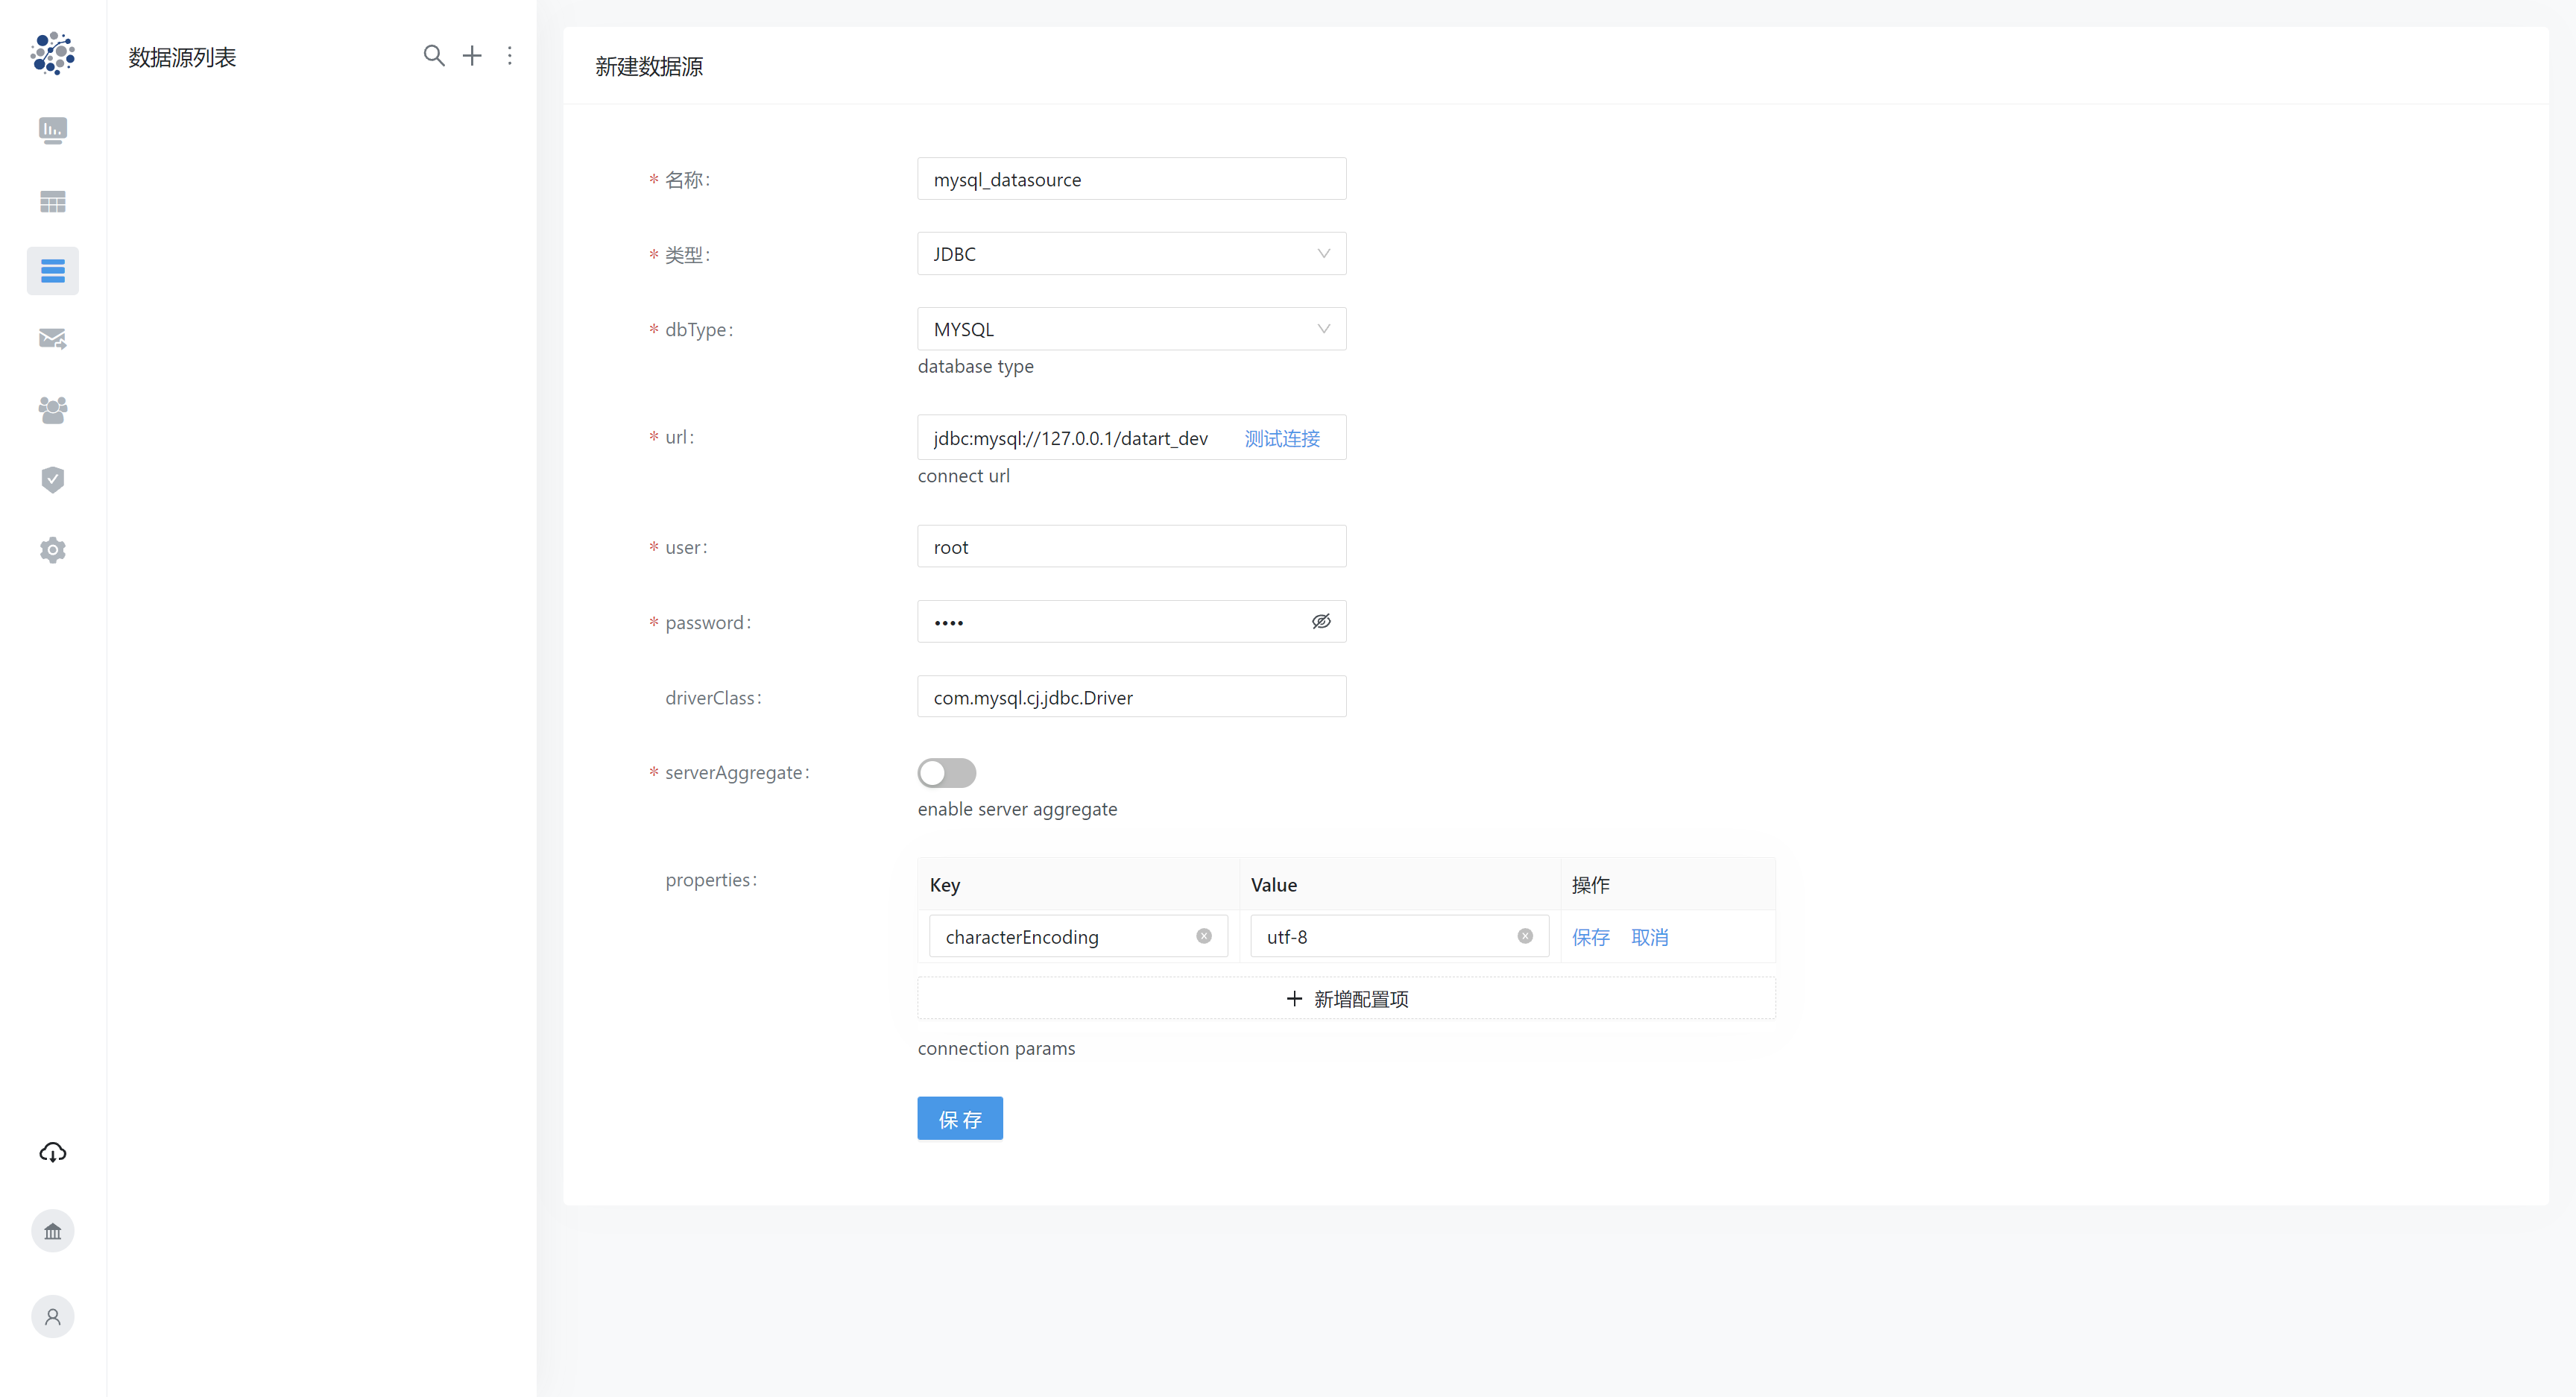 数据源列表
新建数据源
* 名称:
mysql_datasource
* 类型:
JDBC
* dbType:
MYSQL
database type
* url:
jdbc:mysql://127.0.0.1/datart_dev 测试连接
connect url
* user:
root
* password:
••••
driverClass:
com.mysql.cj.jdbc.Driver
* serverAggregate:
enable server aggregate
properties:
Key Value 操作
characterEncoding utf-8 保存 取消
+ 新增配置项
connection params
保 存